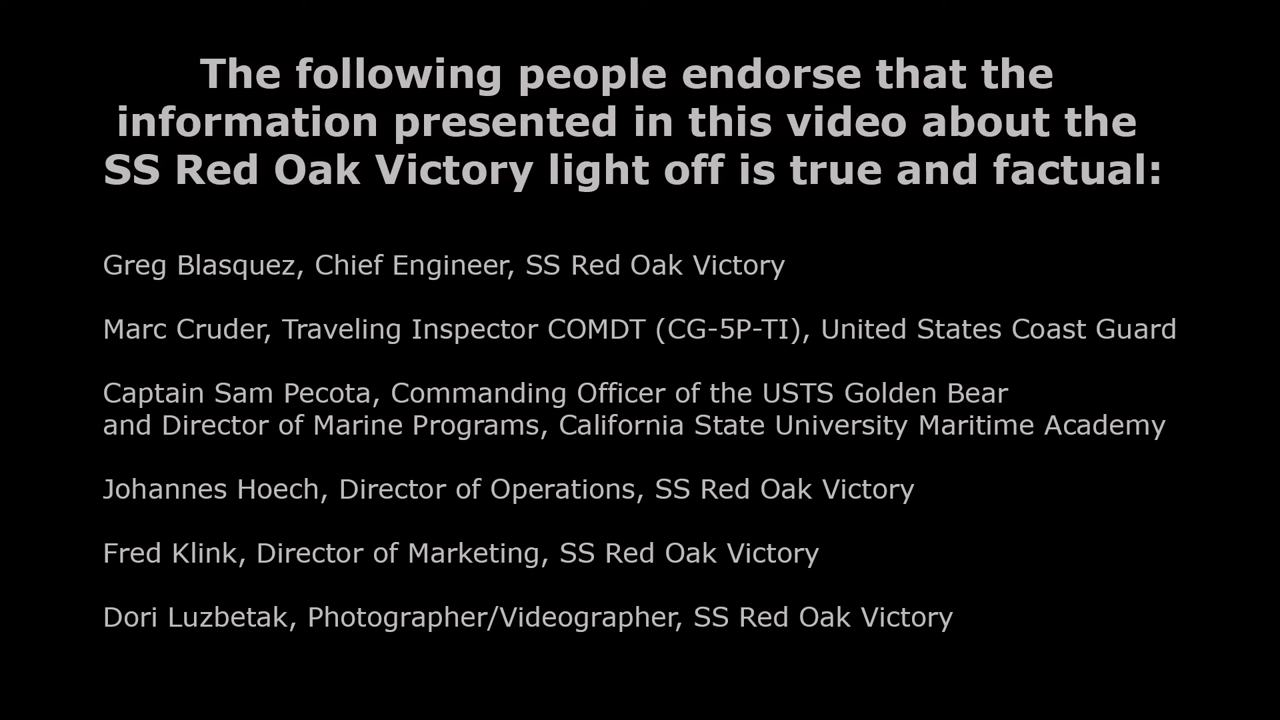 The following people endorse that the
information presented in this video about the
SS Red Oak Victory light off is true and factual:
Greg Blasquez, Chief Engineer, SS Red Oak Victory
Marc Cruder, Traveling Inspector COMDT (CG-5P-TI), United States Coast Guard
Captain Sam Pecota, Commanding Officer of the USTS Golden Bear
and Director of Marine Programs, California State University Maritime Academy
Johannes Hoech, Director of Operations, SS Red Oak Victory
Fred Klink, Director of Marketing, SS Red Oak Victory
Dori Luzbetak, Photographer/Videographer, SS Red Oak Victory